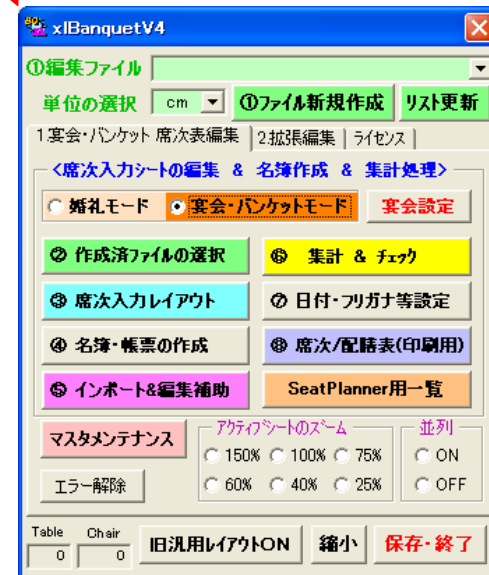 xlBanquetV4
①編集ファイル
単位の選択 cm ①ファイル新規作成 リスト更新
1.宴会・バンケット 席次表編集 2.拡張編集 ライセンス
<席次入力シートの編集 & 名簿作成 & 集計処理>
婚礼モード 宴会・バンケットモード 宴会設定
② 作成済ファイルの選択 ⑥ 集計 & チェック
③ 席次入力レイアウト ⑦ 日付・フリガナ等設定
④ 名簿・帳票の作成 ⑧ 席次/配膳表(印刷用)
⑤ インポート&編集補助 SeatPlanner用一覧
マスタメンテナンス アクティブシートのズーム 並列
150% 100% 75% ON
エラー解除 60% 40% 25% OFF
Table Chair
0 0 旧汎用レイアウトON 縮小 保存・終了